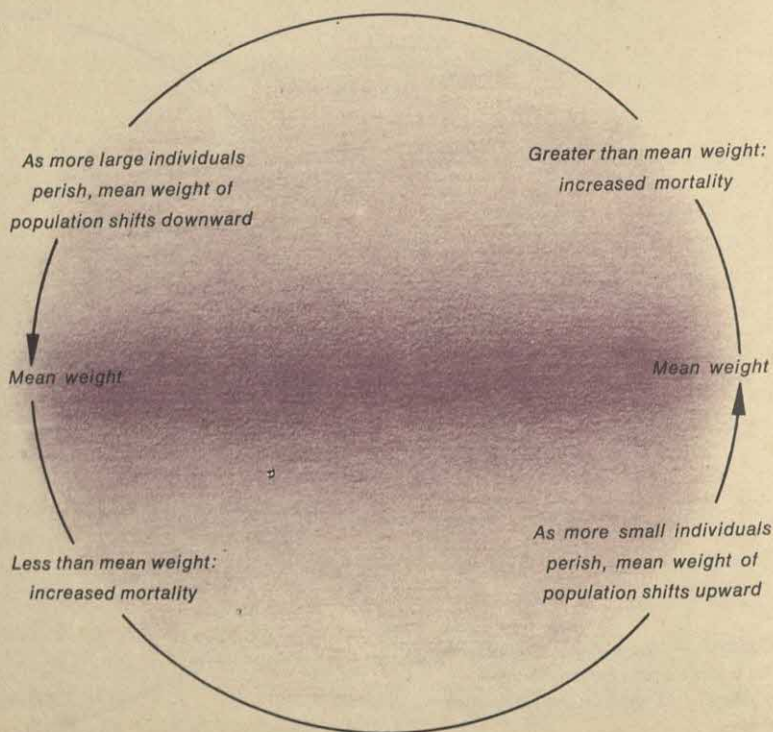 As more large individuals
perish, mean weight of
population shifts downward
Greater than mean weight:
increased mortality
Mean weight
Mean weight
Less than mean weight:
increased mortality
As more small individuals
perish, mean weight of
population shifts upward